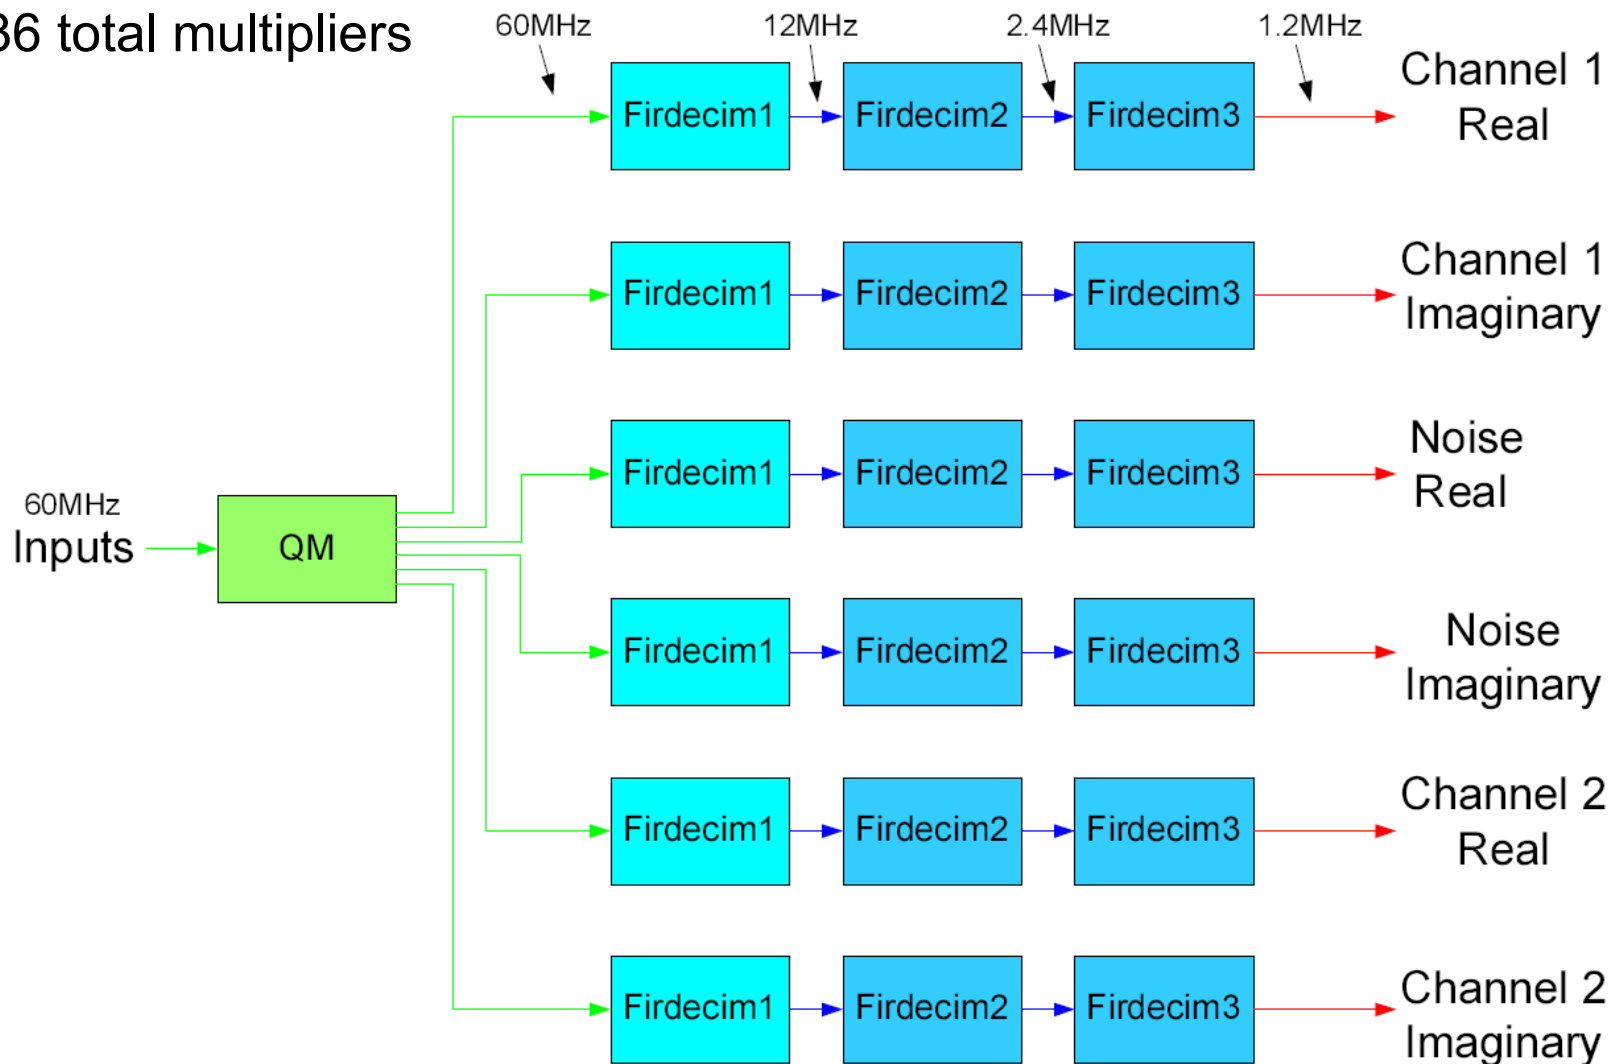 36 total multipliers
60MHz
12MHz
2.4MHz
1.2MHz
Firdecim1
Firdecim2
Firdecim3
Channel 1
Real
Firdecim1
Firdecim2
Firdecim3
Channel 1
Imaginary
Firdecim1
Firdecim2
Firdecim3
Noise
Real
60MHz
Inputs
QM
Firdecim1
Firdecim2
Firdecim3
Noise
Imaginary
Firdecim1
Firdecim2
Firdecim3
Channel 2
Real
Firdecim1
Firdecim2
Firdecim3
Channel 2
Imaginary